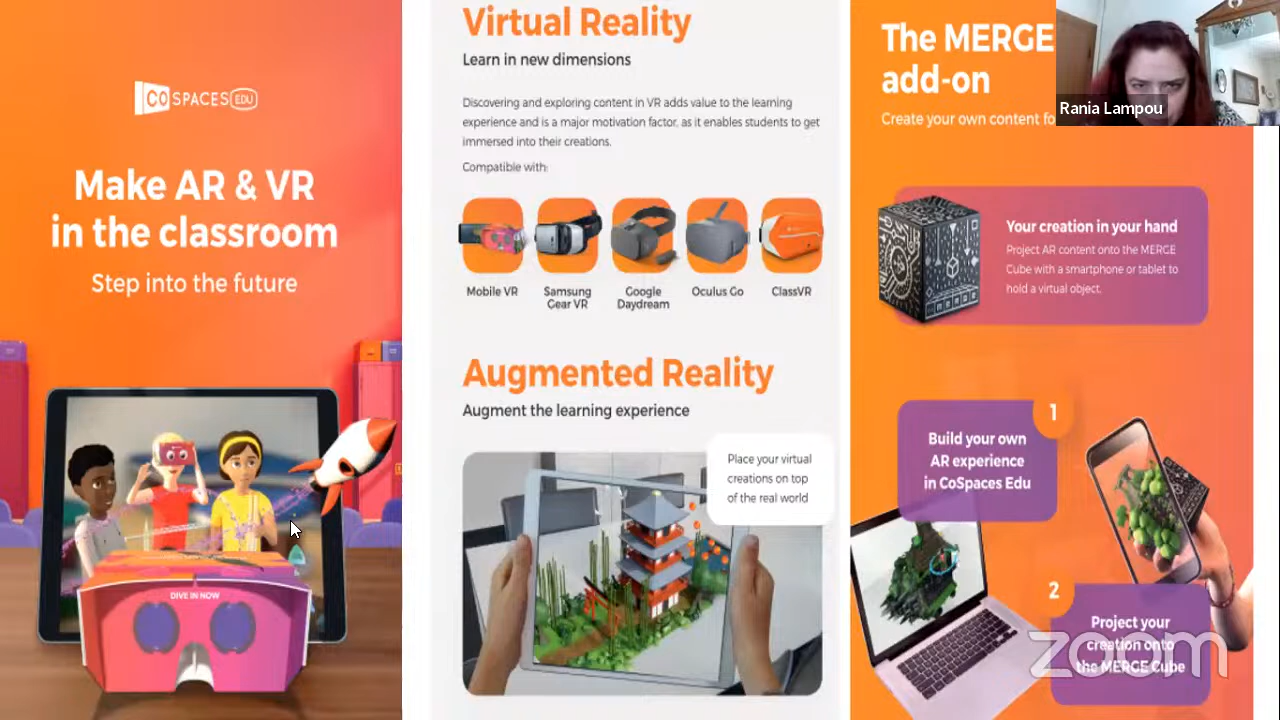 COSPACES EDU
Make AR & VR
in the classroom
Step into the future
DIVE IN NOW
Virtual Reality
Learn in new dimensions
Discovering and exploring content in VR adds value to the learning
experience and is a major motivation factor, as it enables students to get
immersed into their creations.
Compatible with:
Mobile VR
Samsung
Gear VR
Google
Daydream
Oculus Go
ClassVR
Augmented Reality
Augment the learning experience
Place your virtual
creations on top
of the real world
The MERGE
add-on
Create your own content fo
Rania Lampou
Your creation in your hand
Project AR content onto the MERGE
Cube with a smartphone or tablet to
hold a virtual object.
1
Build your own
AR experience
in CoSpaces Edu
2
Project your
creation onto
the MERGE Cube
zoom